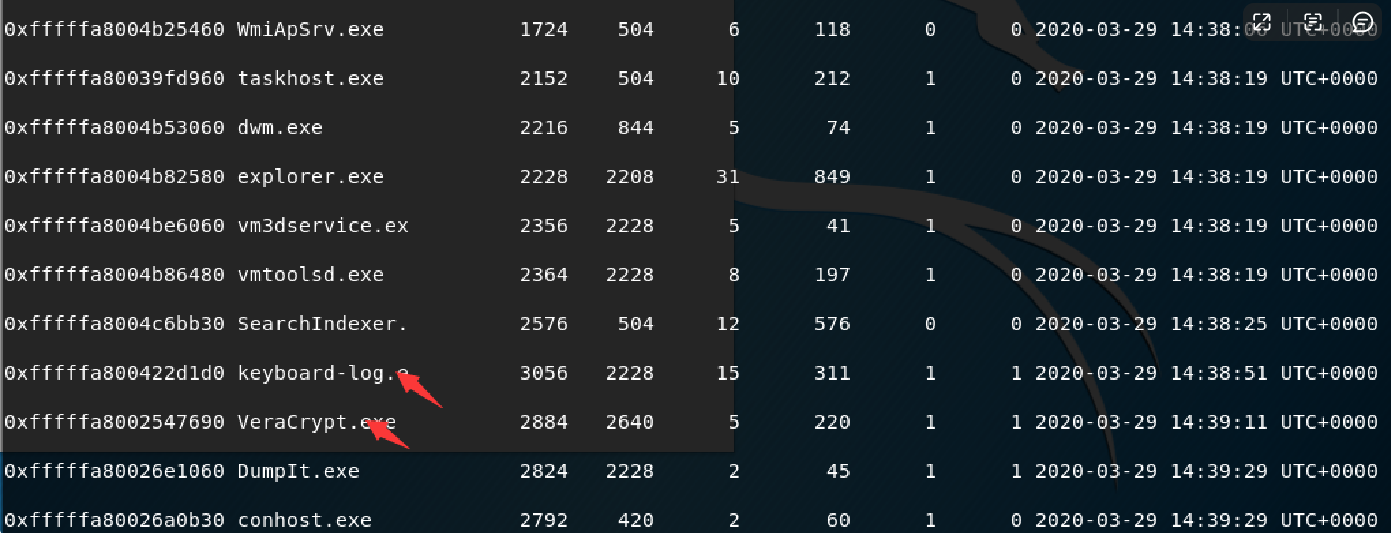 0xfffffa8004b25460 WmiApSrv.exe 1724 504 6 118 0 0 2020-03-29 14:38:06 UTC+0000
0xfffffa80039fd960 taskhost.exe 2152 504 10 212 1 0 2020-03-29 14:38:19 UTC+0000
0xfffffa8004b53060 dwm.exe 2216 844 5 74 1 0 2020-03-29 14:38:19 UTC+0000
0xfffffa8004b82580 explorer.exe 2228 2208 31 849 1 0 2020-03-29 14:38:19 UTC+0000
0xfffffa8004be6060 vm3dservice.ex 2356 2228 5 41 1 0 2020-03-29 14:38:19 UTC+0000
0xfffffa8004b86480 vmtoolsd.exe 2364 2228 8 197 1 0 2020-03-29 14:38:19 UTC+0000
0xfffffa8004c6bb30 SearchIndexer. 2576 504 12 576 0 0 2020-03-29 14:38:25 UTC+0000
0xfffffa800422d1d0 keyboard-log.e 3056 2228 15 311 1 1 2020-03-29 14:38:51 UTC+0000
0xfffffa8002547690 VeraCrypt.exe 2884 2640 5 220 1 1 2020-03-29 14:39:11 UTC+0000
0xfffffa80026e1060 DumpIt.exe 2824 2228 2 45 1 1 2020-03-29 14:39:29 UTC+0000
0xfffffa80026a0b30 conhost.exe 2792 420 2 60 1 0 2020-03-29 14:39:29 UTC+0000